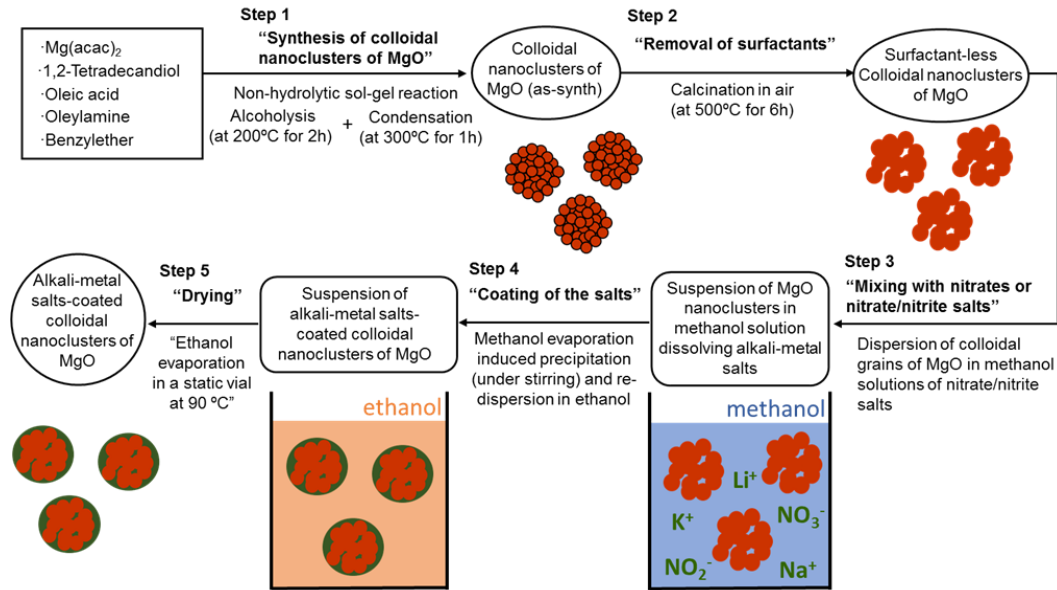 ·Mg(acac)₂
·1,2-Tetradecandiol
·Oleic acid
·Oleylamine
·Benzylether
Step 1
“Synthesis of colloidal
nanoclusters of MgO”
Non-hydrolytic sol-gel reaction
Alcoholysis
(at 200ºC for 2h)
+
Condensation
(at 300ºC for 1h)
Colloidal
nanoclusters of
MgO (as-synth)
Step 2
“Removal of surfactants”
Calcination in air
(at 500ºC for 6h)
Surfactant-less
Colloidal nanoclusters
of MgO
Step 3
“Mixing with nitrates or
nitrate/nitrite salts”
Dispersion of colloidal
grains of MgO in methanol
solutions of nitrate/nitrite
salts
Suspension of MgO
nanoclusters in
methanol solution
dissolving alkali-metal
salts
methanol
Li⁺
K⁺
NO₃⁻
NO₂⁻
Na⁺
Step 4
“Coating of the salts”
Methanol evaporation
induced precipitation
(under stirring) and re-
dispersion in ethanol
Suspension of
alkali-metal salts-
coated colloidal
nanoclusters of MgO
ethanol
Step 5
“Drying”
“Ethanol
evaporation
in a static vial
at 90 ºC”
Alkali-metal
salts-coated
colloidal
nanoclusters of
MgO